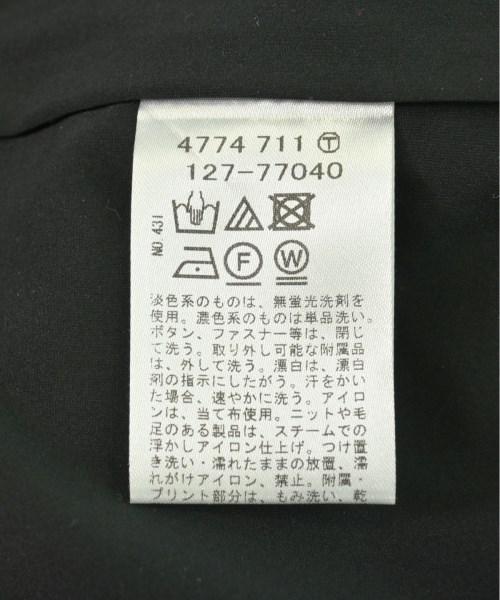 4774 711 Ⓣ
127-77040
NO.431
F W
淡色系のものは、無蛍光洗剤を
使用。濃色系のものは単品洗い。
ボタン、ファスナー等は、閉じ
て洗う。取り外し可能な附属品
は、外して洗う。漂白は、漂白
剤の指示にしたがう。汗をかい
た場合、速やかに洗う。アイロ
ンは、当て布使用。ニットや毛
足のある製品は、スチームでの
浮かしアイロン仕上げ。つけ置
き洗い・濡れたままの放置、濡
れがけアイロン、禁止。附属・
プリント部分は、もみ洗い、乾